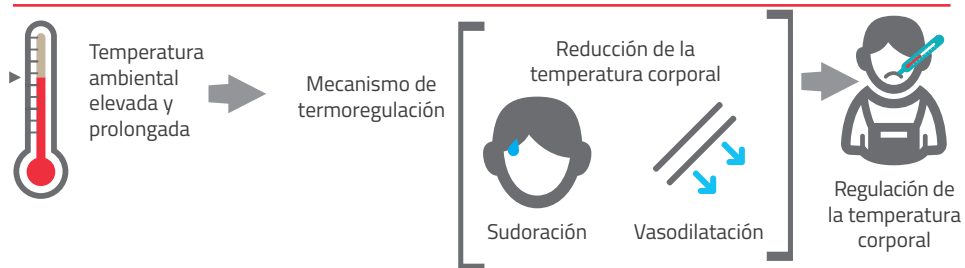 Temperatura
ambiental
elevada y
prolongada
Mecanismo de
termoregulación
Reducción de la
temperatura corporal
Sudoración
Vasodilatación
Regulación de
la temperatura
corporal